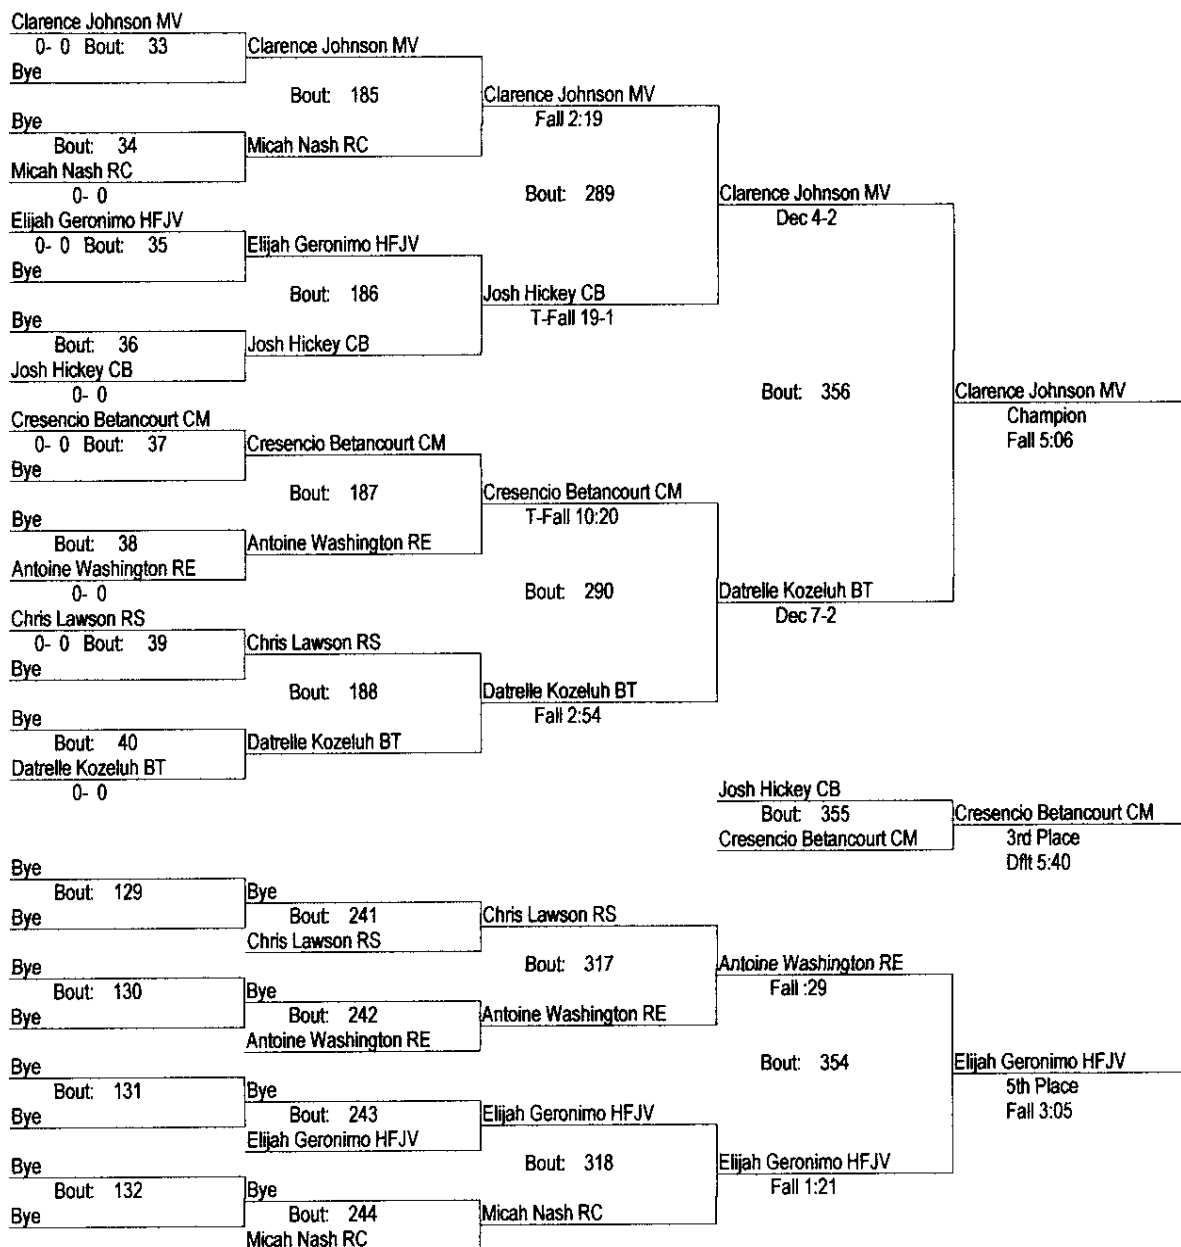 Clarence Johnson MV
0- 0 Bout: 33
Bye
Bye
Bout: 34
Micah Nash RC
0- 0
Elijah Geronimo HFJV
0- 0 Bout: 35
Bye
Bye
Bout: 36
Josh Hickey CB
0- 0
Cresencio Betancourt CM
0- 0 Bout: 37
Bye
Bye
Bout: 38
Antoine Washington RE
0- 0
Chris Lawson RS
0- 0 Bout: 39
Bye
Bye
Bout: 40
Datrelle Kozeluh BT
0- 0
Clarence Johnson MV
Bout: 185
Micah Nash RC
Elijah Geronimo HFJV
Bout: 186
Josh Hickey CB
Cresencio Betancourt CM
Bout: 187
Antoine Washington RE
Chris Lawson RS
Bout: 188
Datrelle Kozeluh BT
Clarence Johnson MV
Fall 2:19
Bout: 289
Josh Hickey CB
T-Fall 19-1
Cresencio Betancourt CM
T-Fall 10:20
Bout: 290
Datrelle Kozeluh BT
Fall 2:54
Clarence Johnson MV
Dec 4-2
Bout: 356
Datrelle Kozeluh BT
Dec 7-2
Clarence Johnson MV
Champion
Fall 5:06
Josh Hickey CB
Bout: 355
Cresencio Betancourt CM
Cresencio Betancourt CM
3rd Place
Dflt 5:40
Bye
Bout: 129
Bye
Bye
Bout: 130
Bye
Bye
Bout: 131
Bye
Bye
Bout: 132
Bye
Bye
Bout: 241
Chris Lawson RS
Bye
Bout: 242
Antoine Washington RE
Bye
Bout: 243
Elijah Geronimo HFJV
Bye
Bout: 244
Micah Nash RC
Chris Lawson RS
Bout: 317
Antoine Washington RE
Elijah Geronimo HFJV
Bout: 318
Micah Nash RC
Antoine Washington RE
Fall :29
Bout: 354
Elijah Geronimo HFJV
Fall 1:21
Elijah Geronimo HFJV
5th Place
Fall 3:05